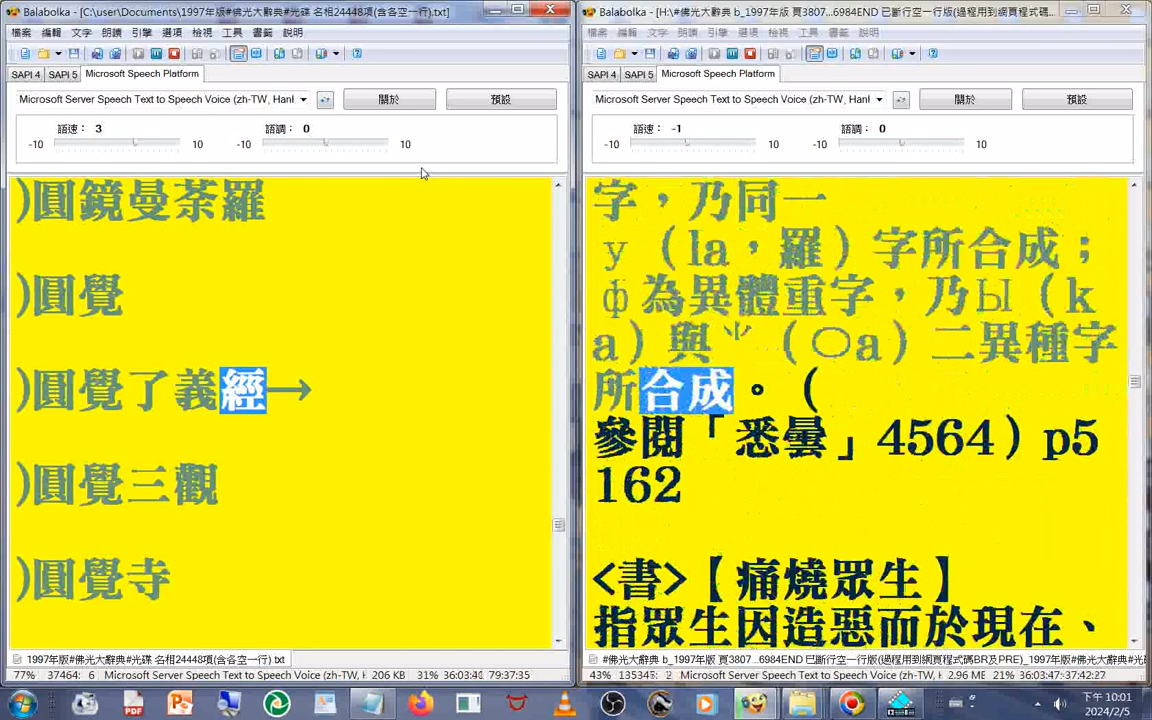 Balabolka - [C:\user\Documents\1997年版#佛光大辭典#光碟 名相24448項(含各空一行).txt]
檔案 編輯 文字 朗讀 引擎 選項 檢視 工具 書籤 說明
SAPI 4 SAPI 5 Microsoft Speech Platform
Microsoft Server Speech Text to Speech Voice (zh-TW, Han
關於 預設
語速： 3 語調： 0
-10 10 -10 10
)圓鏡曼荼羅
)圓覺
)圓覺了義經→
)圓覺三觀
)圓覺寺
1997年版#佛光大辭典#光碟 名相24448項(含各空一行).txt
77% 37464: 6 Microsoft Server Speech Text to Speech Voice (zh-TW, H 206 KB 31% 36:03:4 79:37:35
Balabolka - [H:\#佛光大辭典 b_1997年版 頁3807...6984END 已斷行空一行版(過程用到網頁程式碼
檔案 編輯 文字 朗讀 引擎 選項 檢視 工具 書籤 說明
SAPI 4 SAPI 5 Microsoft Speech Platform
Microsoft Server Speech Text to Speech Voice (zh-TW, Han
關於 預設
語速： -1 語調： 0
-10 10 -10 10
字，乃同一
y（la，羅）字所合成；
ф為異體重字，乃Ы（k
a）與（○a）二異種字
所合成。（
參閱「悉曇」4564）p5
162
<書>【痛燒眾生】
指眾生因造惡而於現在、
#佛光大辭典 b_1997年版 頁3807...6984END 已斷行空一行版(過程用到網頁程式碼BR及PRE)_1997年版#光
43% 135345: Microsoft Server Speech Text to Speech Voice (zh-TW, H 2.96 MB 21% 36:03:47·37:42:27
下午 10:01
2024/2/5